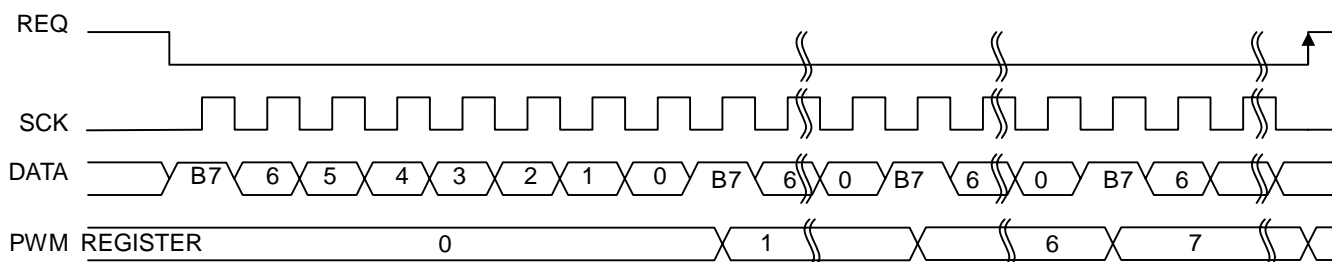 REQ
SCK
DATA B7 6 5 4 3 2 1 0 B7 6 0 B7 6 0 B7 6
PWM REGISTER 0 1 6 7